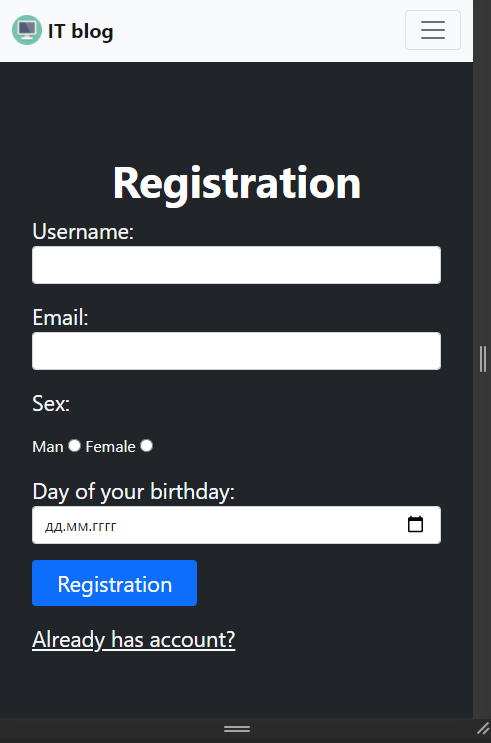 IT blog
Registration
Username:
Email:
Sex:
Man Female
Day of your birthday:
дд.мм.гггг
Registration
Already has account?